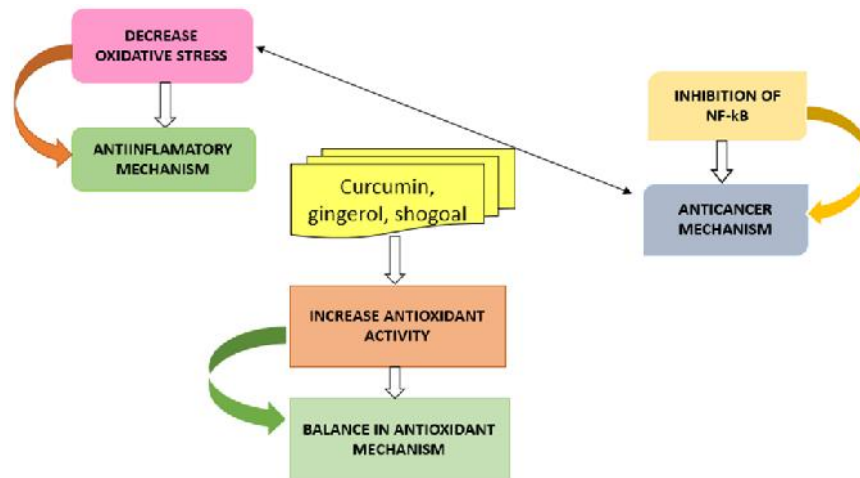 DECREASE
OXIDATIVE STRESS
ANTIINFLAMATORY
MECHANISM
Curcumin,
gingerol, shogoal
INHIBITION OF
NF-kB
ANTICANCER
MECHANISM
INCREASE ANTIOXIDANT
ACTIVITY
BALANCE IN ANTIOXIDANT
MECHANISM